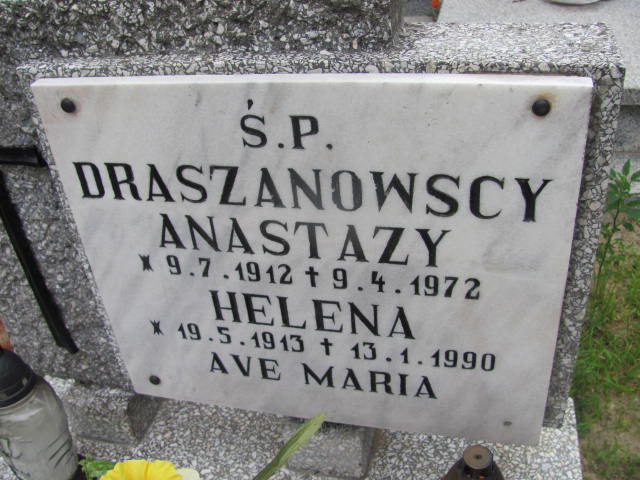 Ś.P.
DRASZANOWSCY
ANASTAZY
* 9.7.1912 † 9.4.1972
HELENA
* 19.5.1913 † 13.1.1990
AVE MARIA